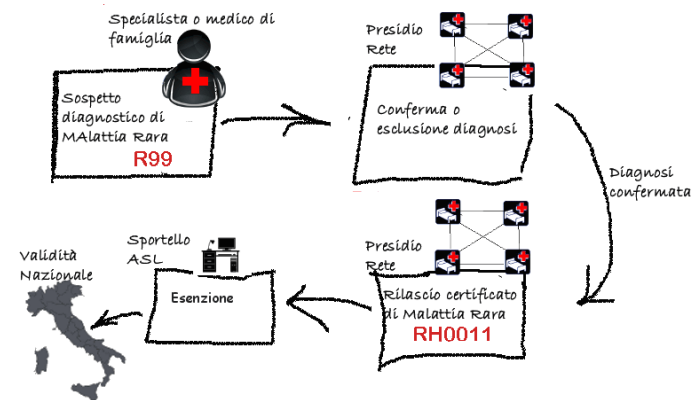 Specialista o medico di
famiglia
Sospetto
diagnostico di
MAlattia Rara
R99
Presidio
Rete
Conferma o
esclusione diagnosi
Diagnosi
confermata
Presidio
Rete
Rilascio certificato
di Malattia Rara
RH0011
Sportello
ASL
Esenzione
Validità
Nazionale